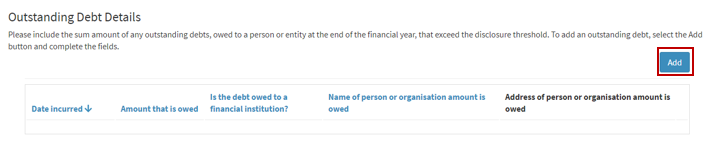 Outstanding Debt Details
Please include the sum amount of any outstanding debts, owed to a person or entity at the end of the financial year, that exceed the disclosure threshold. To add an outstanding debt, select the Add
button and complete the fields.
Add
Is the debt owed to a
Name of person or organisation amount is
Address of person or organisation amount is
Date incurred ↓
Amount that is owed
financial institution?
owed
owed